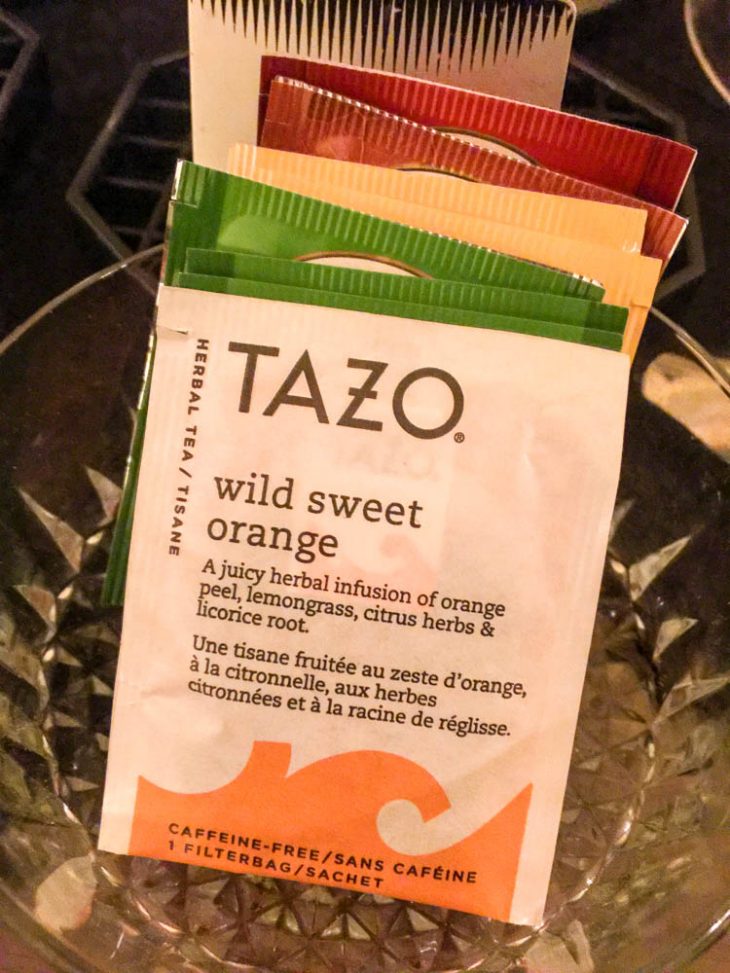 TAZO®
HERBAL TEA / TISANE
wild sweet
orange
A juicy herbal infusion of orange
peel, lemongrass, citrus herbs &
licorice root.
Une tisane fruitée au zeste d'orange,
à la citronnelle, aux herbes
citronnées et à la racine de réglisse.
CAFFEINE-FREE/SANS CAFÉINE
1 FILTERBAG/SACHET